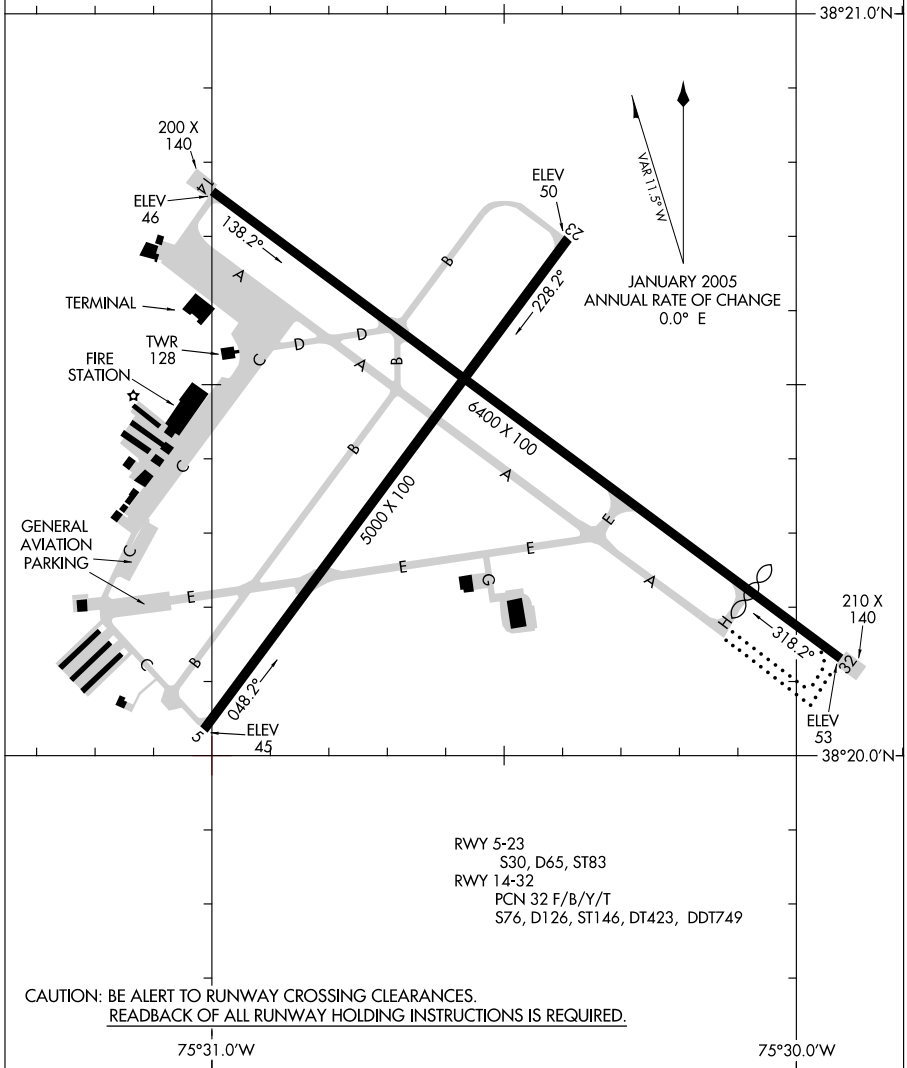 38°21.0'N
200 X
140
14
ELEV
46
138.2°
ELEV
50
23
228.2°
VAR 11.5° W
JANUARY 2005
ANNUAL RATE OF CHANGE
0.0° E
A
B
TERMINAL
TWR
128
C
D
D
A
B
FIRE
STATION
6400 X 100
C
B
A
5000 X 100
E
GENERAL
AVIATION
PARKING
C
E
E
E
G
A
H
210 X
140
318.2°
32
C
B
048.2°
5
ELEV
45
ELEV
53
38°20.0'N
RWY 5-23
S30, D65, ST83
RWY 14-32
PCN 32 F/B/Y/T
S76, D126, ST146, DT423, DDT749
CAUTION: BE ALERT TO RUNWAY CROSSING CLEARANCES.
READBACK OF ALL RUNWAY HOLDING INSTRUCTIONS IS REQUIRED.
75°31.0'W
75°30.0'W